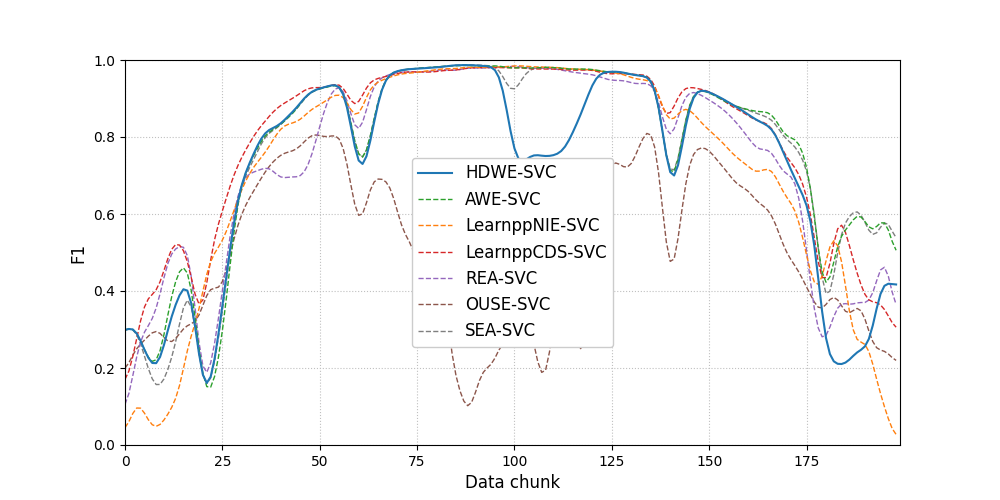 1.0
0.8
0.6
0.4
0.2
0.0
F1
HDWE-SVC
AWE-SVC
LearnppNIE-SVC
LearnppCDS-SVC
REA-SVC
OUSE-SVC
SEA-SVC
0 25 50 75 100 125 150 175
Data chunk